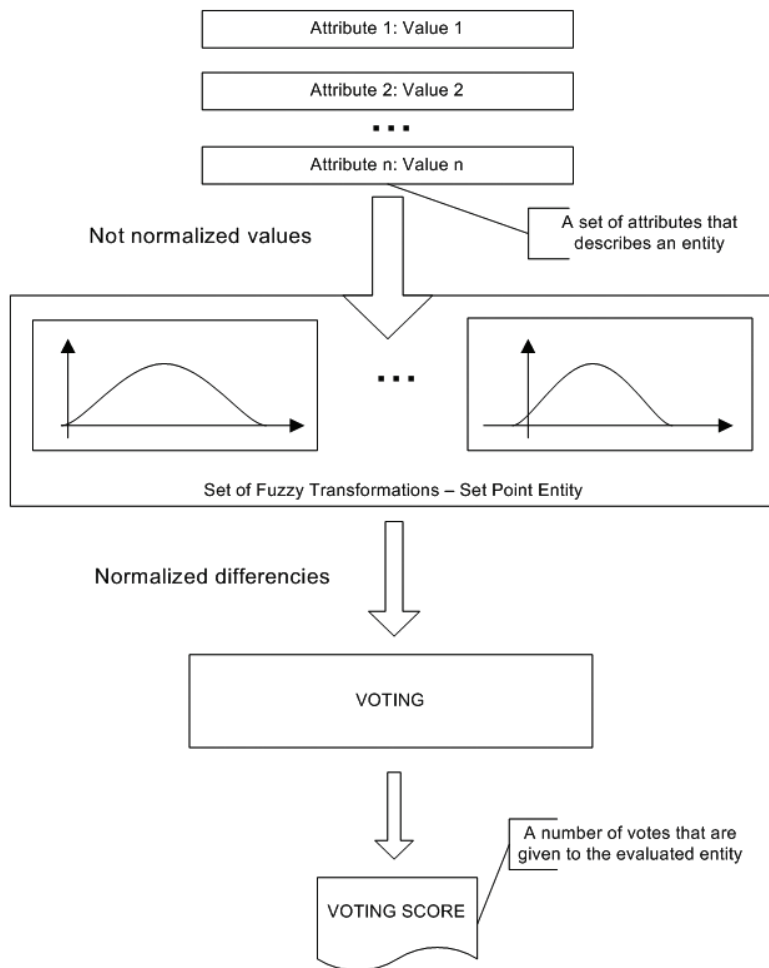 Attribute 1: Value 1
Attribute 2: Value 2
...
Attribute n: Value n
A set of attributes that
describes an entity
Not normalized values
...
Set of Fuzzy Transformations – Set Point Entity
Normalized differencies
VOTING
A number of votes that are
given to the evaluated entity
VOTING SCORE